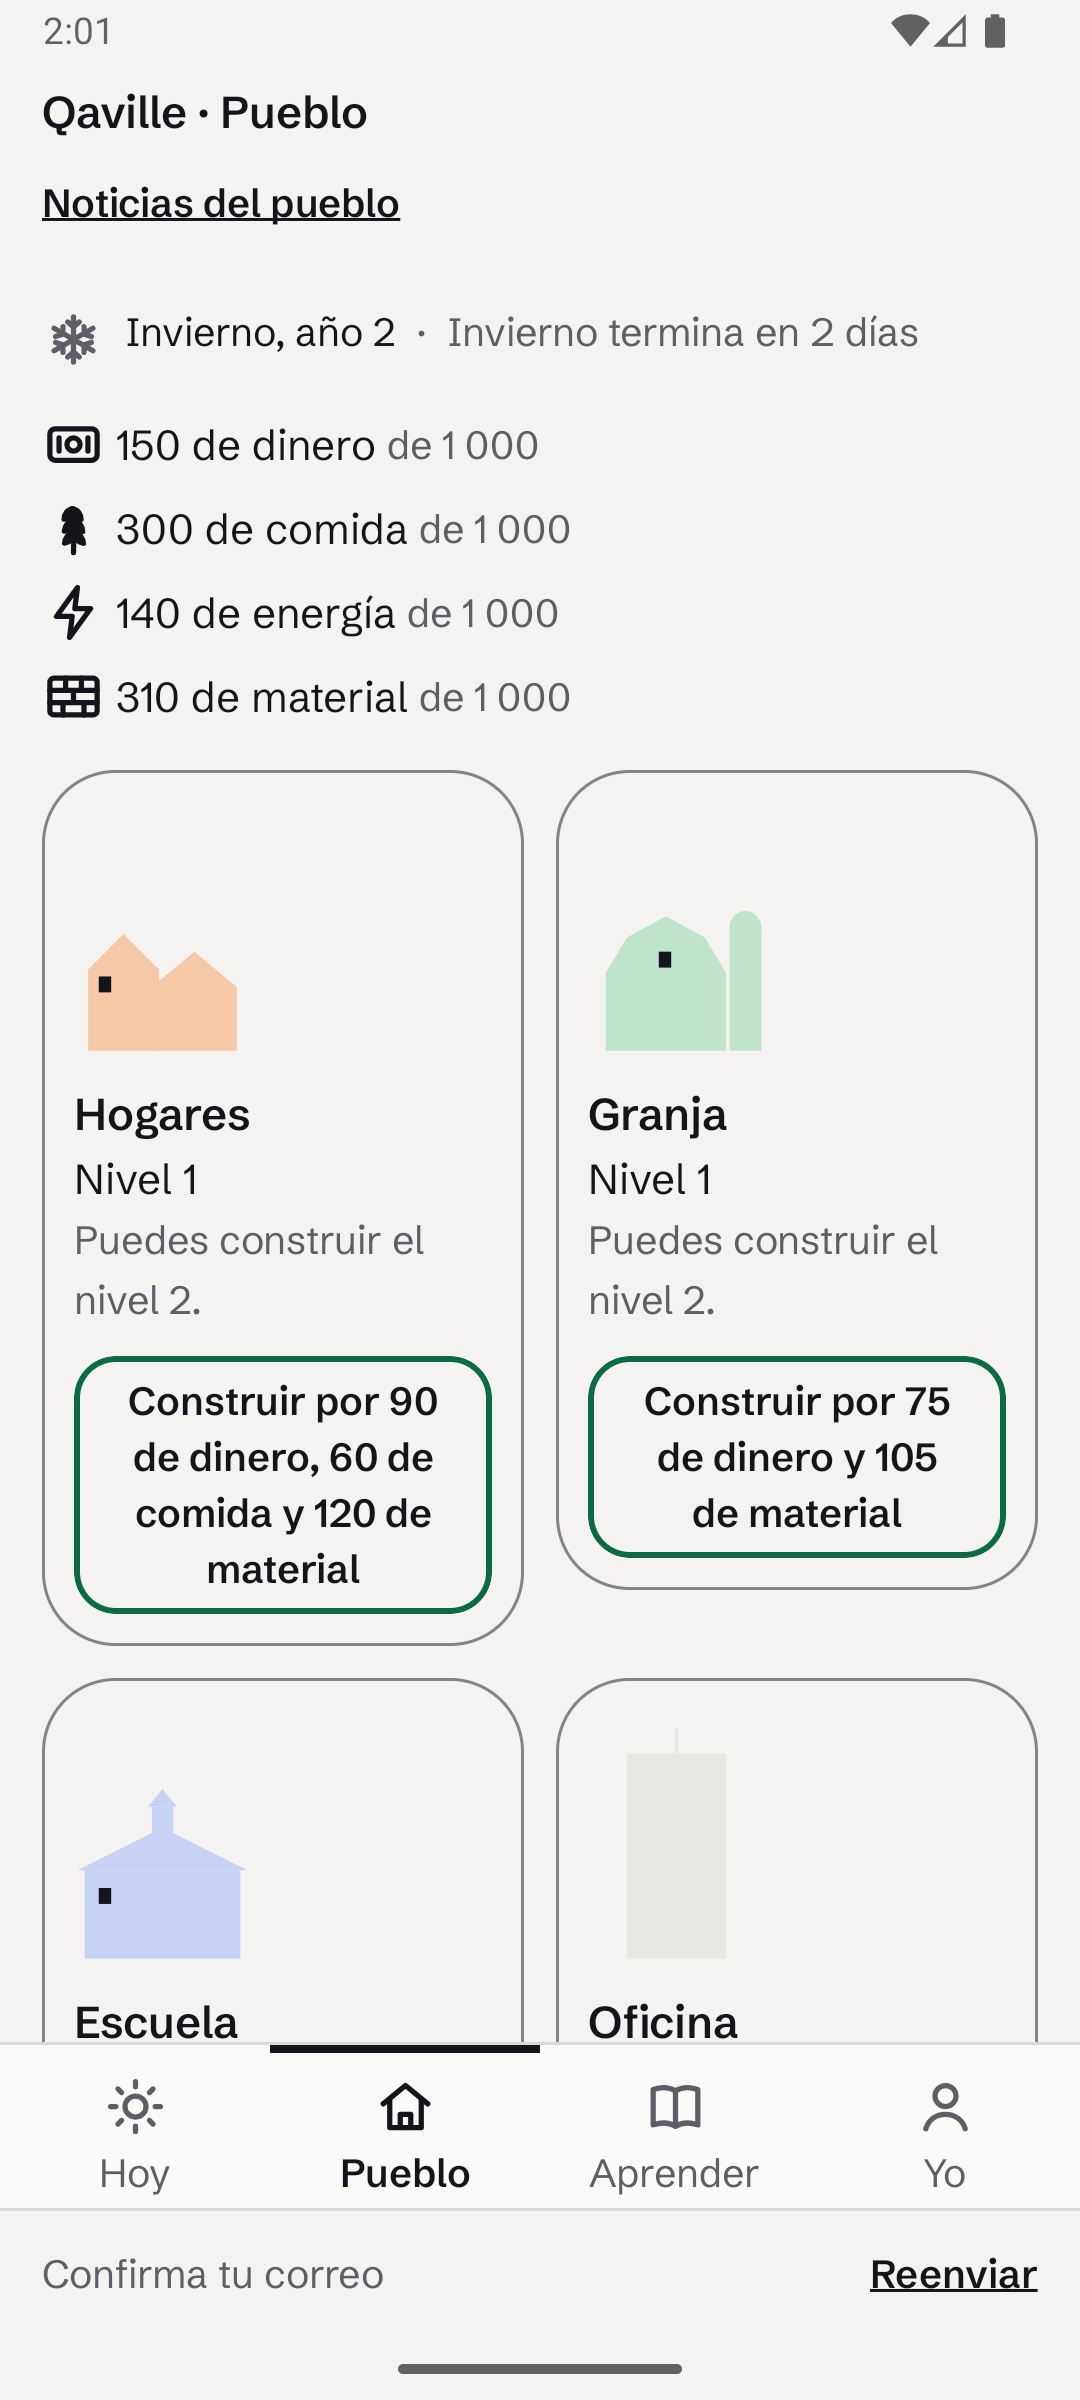 2:01
Qaville · Pueblo
Noticias del pueblo
Invierno, año 2 · Invierno termina en 2 días
150 de dinero de 1 000
300 de comida de 1 000
140 de energía de 1 000
310 de material de 1 000
Hogares
Nivel 1
Puedes construir el
nivel 2.
Construir por 90
de dinero, 60 de
comida y 120 de
material
Granja
Nivel 1
Puedes construir el
nivel 2.
Construir por 75
de dinero y 105
de material
Escuela
Oficina
Hoy
Pueblo
Aprender
Yo
Confirma tu correo
Reenviar